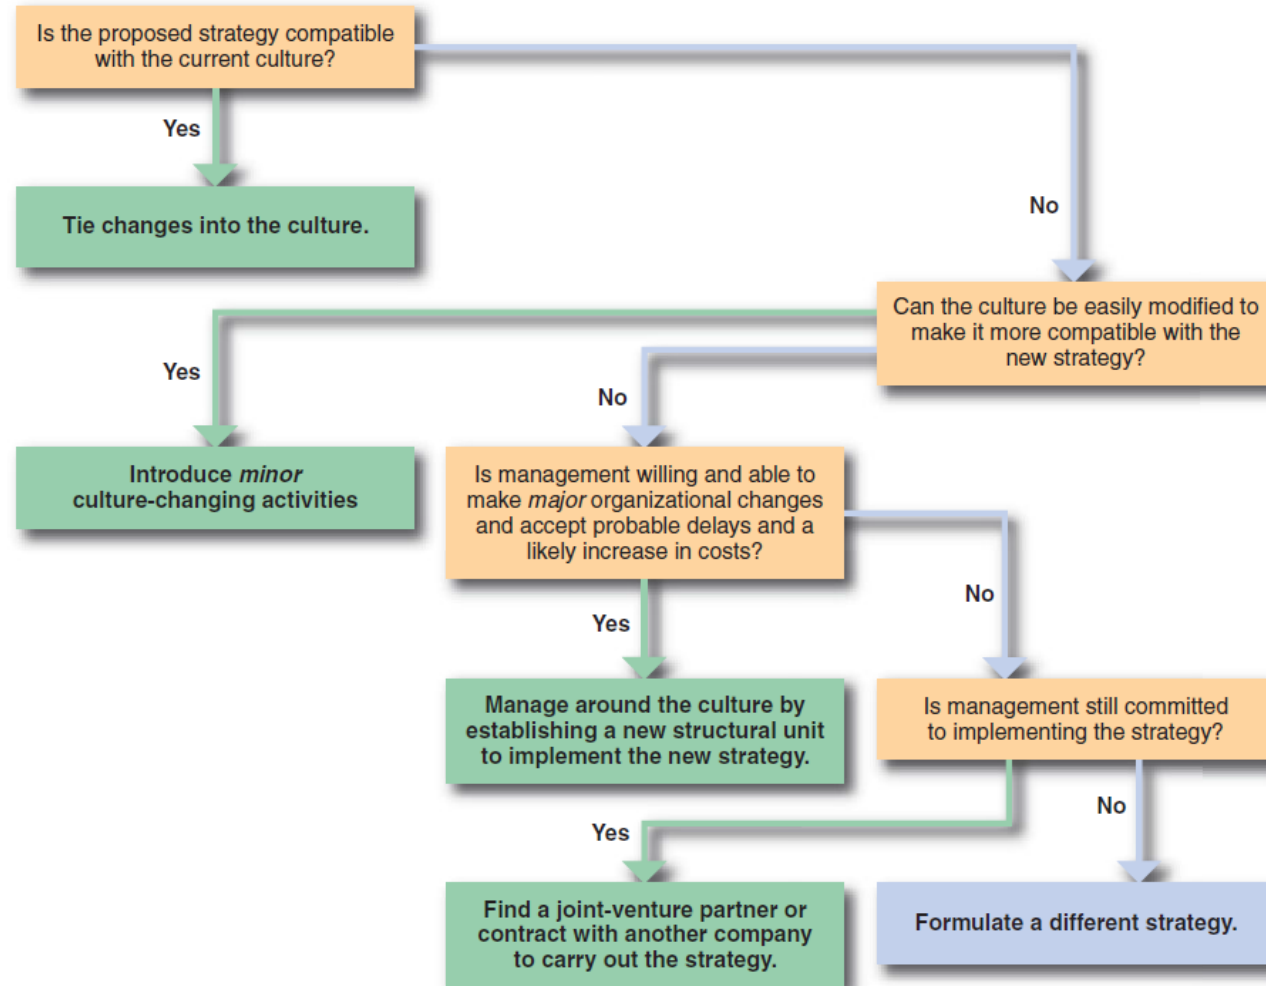 Is the proposed strategy compatible
with the current culture?
Yes
Tie changes into the culture.
No
Can the culture be easily modified to
make it more compatible with the
new strategy?
Yes
Introduce minor
culture-changing activities
No
Is management willing and able to
make major organizational changes
and accept probable delays and a
likely increase in costs?
Yes
Manage around the culture by
establishing a new structural unit
to implement the new strategy.
No
Is management still committed
to implementing the strategy?
Yes
Find a joint-venture partner or
contract with another company
to carry out the strategy.
No
Formulate a different strategy.